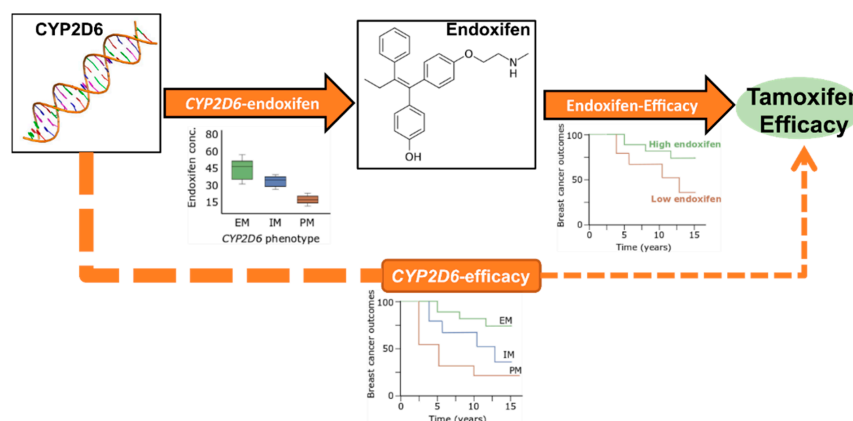 CYP2D6
CYP2D6-endoxifen
Endoxifen conc.
80
60
45
30
15
EM IM PM
CYP2D6 phenotype
Endoxifen
O
N
H
OH
Endoxifen-Efficacy
Breast cancer outcomes
100
50
0
High endoxifen
Low endoxifen
0 5 10 15
Time (years)
Tamoxifen
Efficacy
CYP2D6-efficacy
Breast cancer outcomes
100
50
0
EM
IM
PM
0 5 10 15
Time (years)